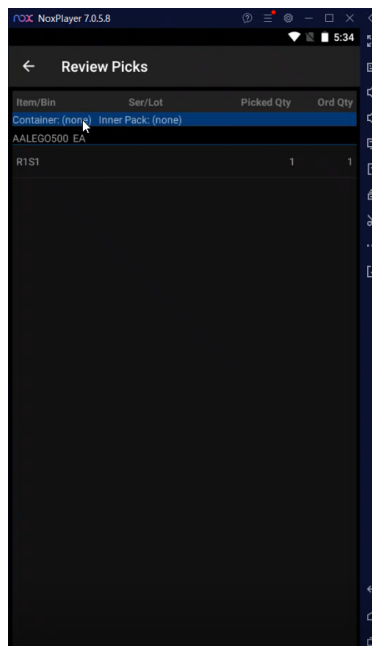 nox NoxPlayer 7.0.5.8
5:34
Review Picks
Item/Bin Ser/Lot Picked Qty Ord Qty
Container: (none) Inner Pack: (none)
AALEGO500 EA
R1S1 1 1